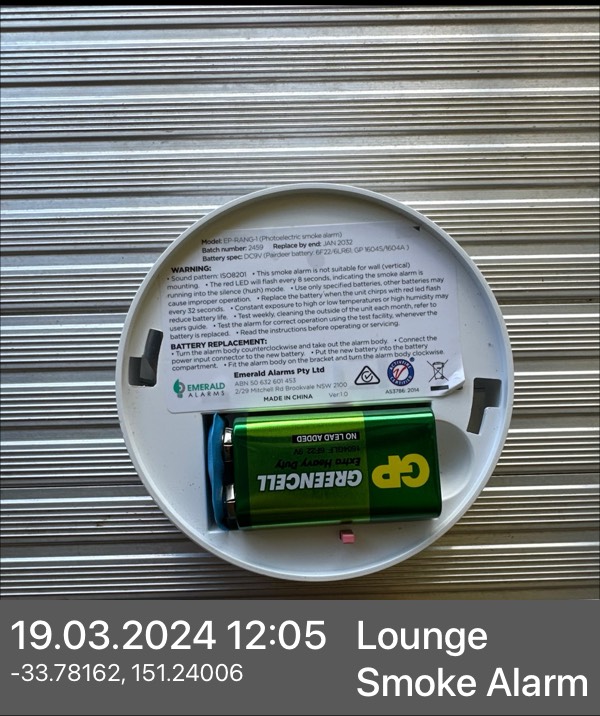 Model: EP-RANG-1 (Photoelectric smoke alarm)
Batch number: 2459 Replace by end: JAN 2032
Battery spec: DC9V (Pairdeer battery: 6F22/6LR61, GP 1604S/1604A)
WARNING:
• Sound pattern: ISO8201 • This smoke alarm is not suitable for wall (vertical)
mounting. • The red LED will flash every 8 seconds, indicating the smoke alarm is
running into the silence (hush) mode. • Use only specified batteries, other batteries may
cause improper operation. • Replace the battery when the unit chirps with red led flash
every 32 seconds. • Constant exposure to high or low temperatures or high humidity may
reduce battery life. • Test weekly, cleaning outside of the unit each month, refer to
users guide. • Test the alarm for correct operation using the test facility, whenever the
battery is replaced. • Read the instructions before operating or servicing.
BATTERY REPLACEMENT:
• Turn the alarm body counterclockwise and take out the alarm body. • Connect the
power input connector to the new battery. • Put the new battery into the battery
compartment. • Fit the alarm body on the bracket and turn the alarm body clockwise.
Emerald Alarms Pty Ltd
ABN 50 632 601 453
2/29 Mitchell Rd Brookvale NSW 2100
MADE IN CHINA Ver:1.0
EMERALD
ALARMS
AS3786: 2014
NO LEAD ADDED
Extra Heavy Duty
GREENCELL
GP
19.03.2024 12:05
-33.78162, 151.24006
Lounge
Smoke Alarm